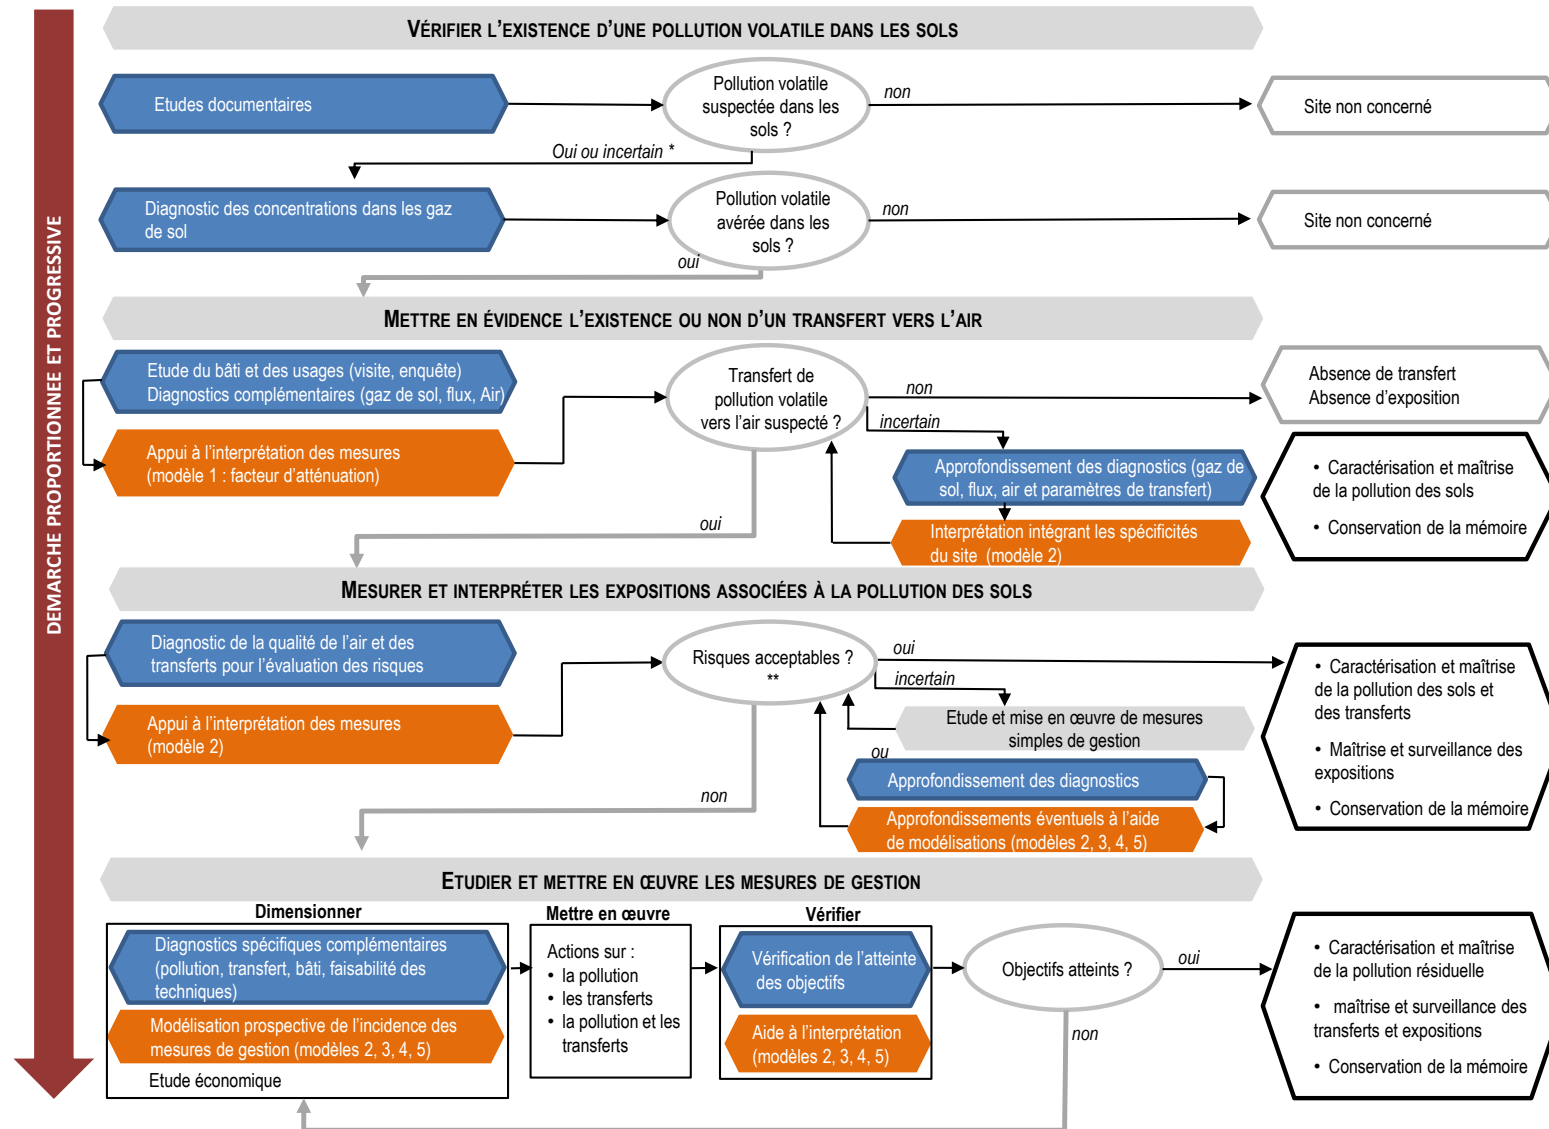 DEMARCHE PROPORTIONNEE ET PROGRESSIVE
VÉRIFIER L'EXISTENCE D'UNE POLLUTION VOLATILE DANS LES SOLS
Etudes documentaires
Pollution volatile
suspectée dans les
sols ?
non
Site non concerné
Oui ou incertain *
Diagnostic des concentrations dans les gaz
de sol
Pollution volatile
avérée dans les
sols ?
non
Site non concerné
oui
METTRE EN ÉVIDENCE L'EXISTENCE OU NON D'UN TRANSFERT VERS L'AIR
Etude du bâti et des usages (visite, enquête)
Diagnostics complémentaires (gaz de sol, flux, Air)
Appui à l'interprétation des mesures
(modèle 1 : facteur d'atténuation)
Transfert de
pollution volatile
vers l'air suspecté ?
non
Absence de transfert
Absence d'exposition
incertain
Approfondissement des diagnostics (gaz de
sol, flux, air et paramètres de transfert)
Interprétation intégrant les spécificités
du site (modèle 2)
• Caractérisation et maîtrise
de la pollution des sols
• Conservation de la mémoire
oui
MESURER ET INTERPRÉTER LES EXPOSITIONS ASSOCIÉES À LA POLLUTION DES SOLS
Diagnostic de la qualité de l'air et des
transferts pour l'évaluation des risques
Appui à l'interprétation des mesures
(modèle 2)
Risques acceptables ?
**
oui
incertain
Etude et mise en œuvre de mesures
simples de gestion
ou
Approfondissement des diagnostics
Approfondissements éventuels à l'aide
de modélisations (modèles 2, 3, 4, 5)
• Caractérisation et maîtrise
de la pollution des sols et
des transferts
• Maîtrise et surveillance des
expositions
• Conservation de la mémoire
non
ETUDIER ET METTRE EN ŒUVRE LES MESURES DE GESTION
Dimensionner
Diagnostics spécifiques complémentaires
(pollution, transfert, bâti, faisabilité des
techniques)
Modélisation prospective de l'incidence des
mesures de gestion (modèles 2, 3, 4, 5)
Etude économique
Mettre en œuvre
Actions sur :
• la pollution
• les transferts
• la pollution et les
transferts
Vérifier
Vérification de l'atteinte
des objectifs
Aide à l'interprétation
(modèles 2, 3, 4, 5)
Objectifs atteints ?
oui
non
• Caractérisation et maîtrise
de la pollution résiduelle
• maîtrise et surveillance des
transferts et expositions
• Conservation de la mémoire